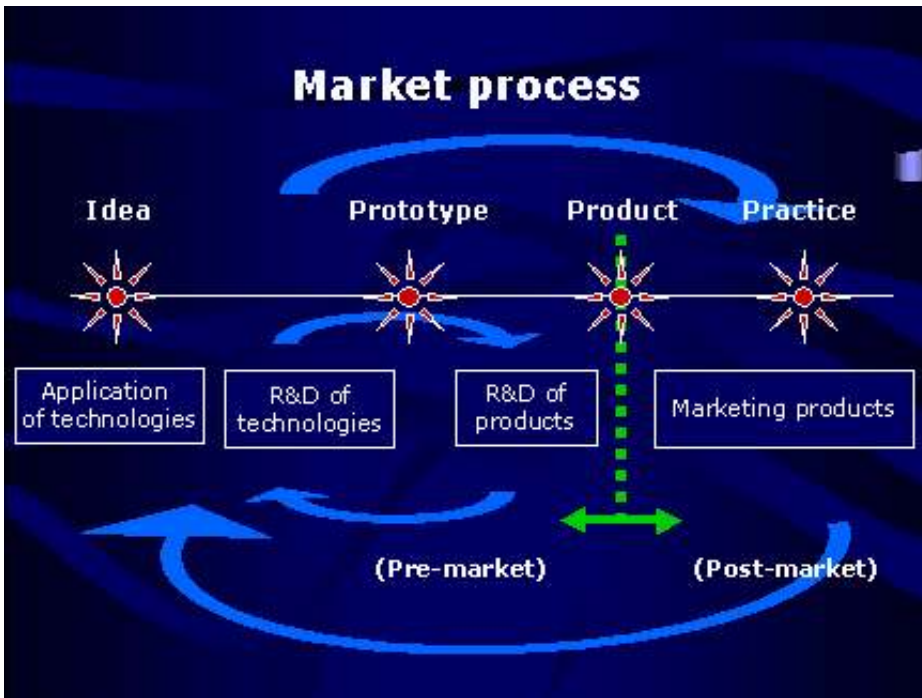 Market process
Idea
Prototype
Product
Practice
Application
of technologies
R&D of
technologies
R&D of
products
Marketing products
(Pre-market)
(Post-market)